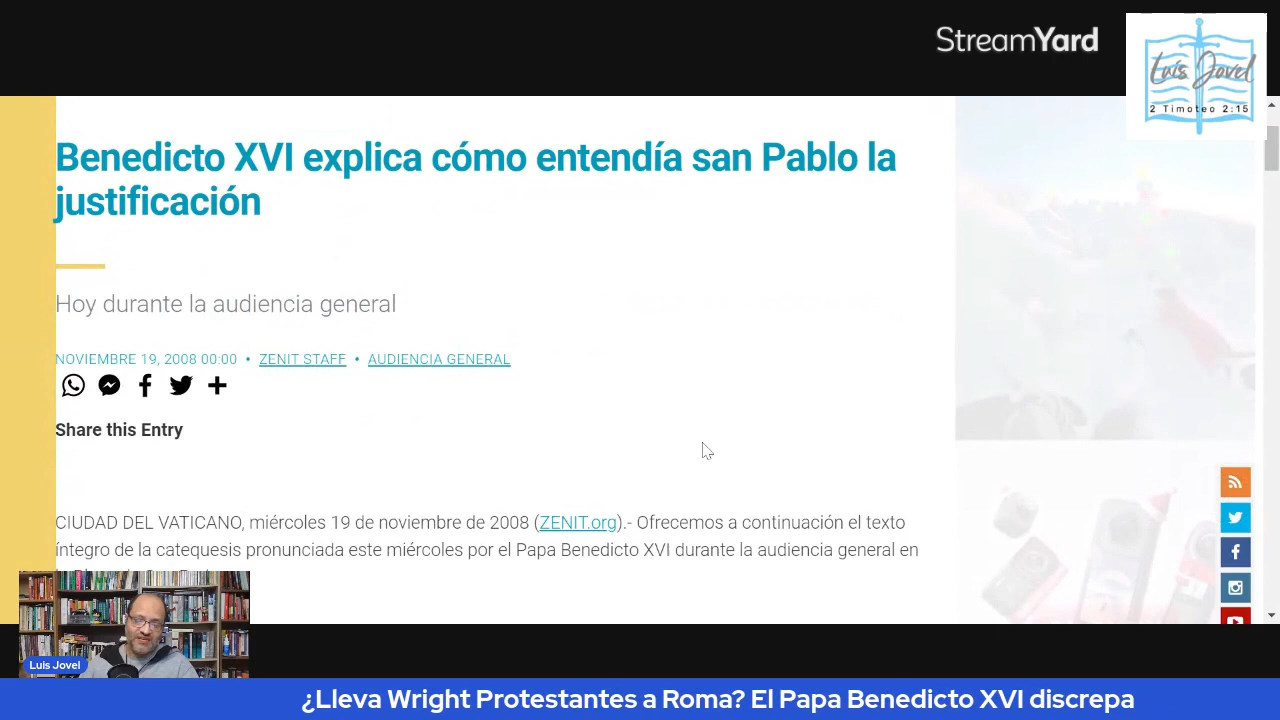 StreamYard
Luis Jovel
2 Timoteo 2:15
Benedicto XVI explica cómo entendía san Pablo la
justificación
Hoy durante la audiencia general
NOVIEMBRE 19, 2008 00:00 • ZENIT STAFF • AUDIENCIA GENERAL
Share this Entry
CIUDAD DEL VATICANO, miércoles 19 de noviembre de 2008 (ZENIT.org).- Ofrecemos a continuación el texto
íntegro de la catequesis pronunciada este miércoles por el Papa Benedicto XVI durante la audiencia general en
Luis Jovel
¿Lleva Wright Protestantes a Roma? El Papa Benedicto XVI discrepa